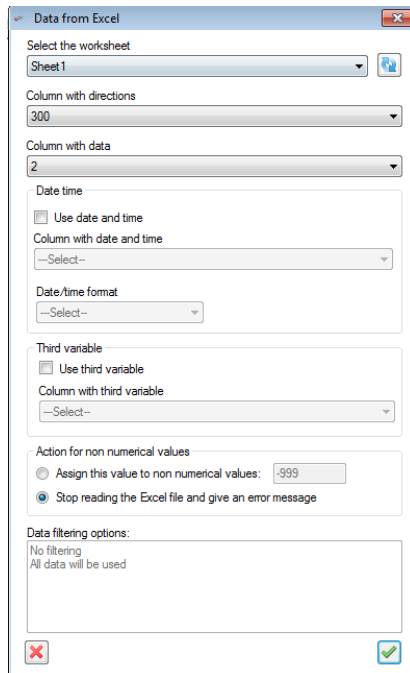 Data from Excel
Select the worksheet
Sheet1
Column with directions
300
Column with data
2
Date time
Use date and time
Column with date and time
---Select--
Date/time format
---Select--
Third variable
Use third variable
Column with third variable
---Select--
Action for non numerical values
Assign this value to non numerical values: -999
Stop reading the Excel file and give an error message
Data filtering options:
No filtering
All data will be used